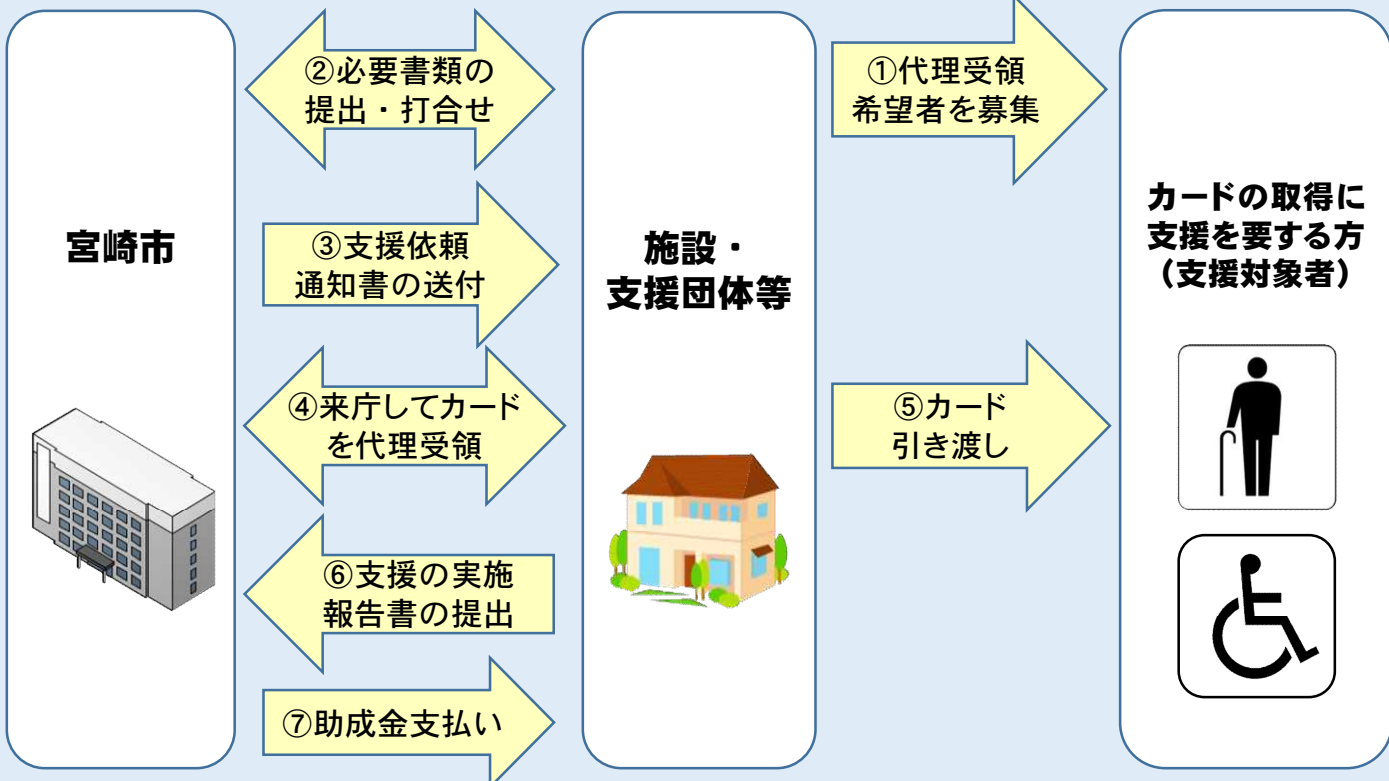 宮崎市
②必要書類の
提出・打合せ
③支援依頼
通知書の送付
④来庁してカード
を代理受領
⑥支援の実施
報告書の提出
⑦助成金支払い
施設・
支援団体等
①代理受領
希望者を募集
⑤カード
引き渡し
カードの取得に
支援を要する方
（支援対象者）